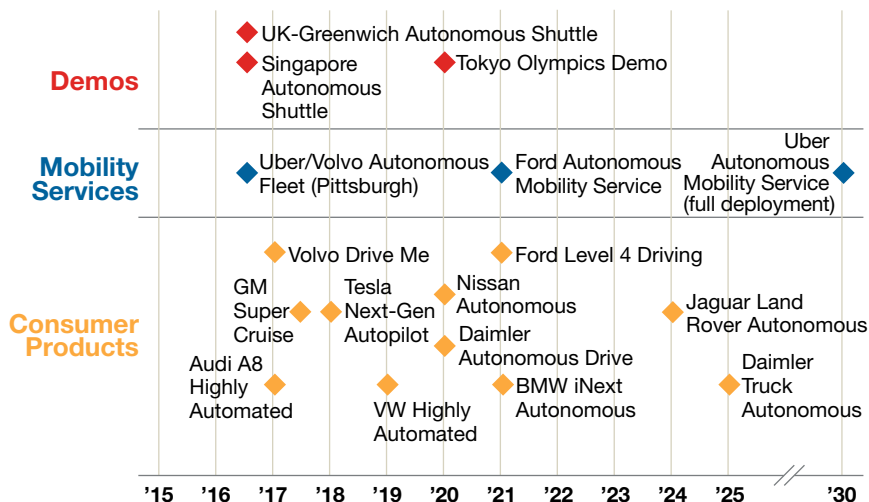 Demos
UK-Greenwich Autonomous Shuttle
Singapore
Autonomous
Shuttle
Tokyo Olympics Demo
Mobility
Services
Uber/Volvo Autonomous
Fleet (Pittsburgh)
Ford Autonomous
Mobility Service
Uber
Autonomous
Mobility Service
(full deployment)
Consumer
Products
Volvo Drive Me
Ford Level 4 Driving
GM
Super
Cruise
Tesla
Next-Gen
Autopilot
Nissan
Autonomous
Daimler
Autonomous Drive
Jaguar Land
Rover Autonomous
Audi A8
Highly
Automated
VW Highly
Automated
BMW iNext
Autonomous
Daimler
Truck
Autonomous
’15 ’16 ’17 ’18 ’19 ’20 ’21 ’22 ’23 ’24 ’25 ’30